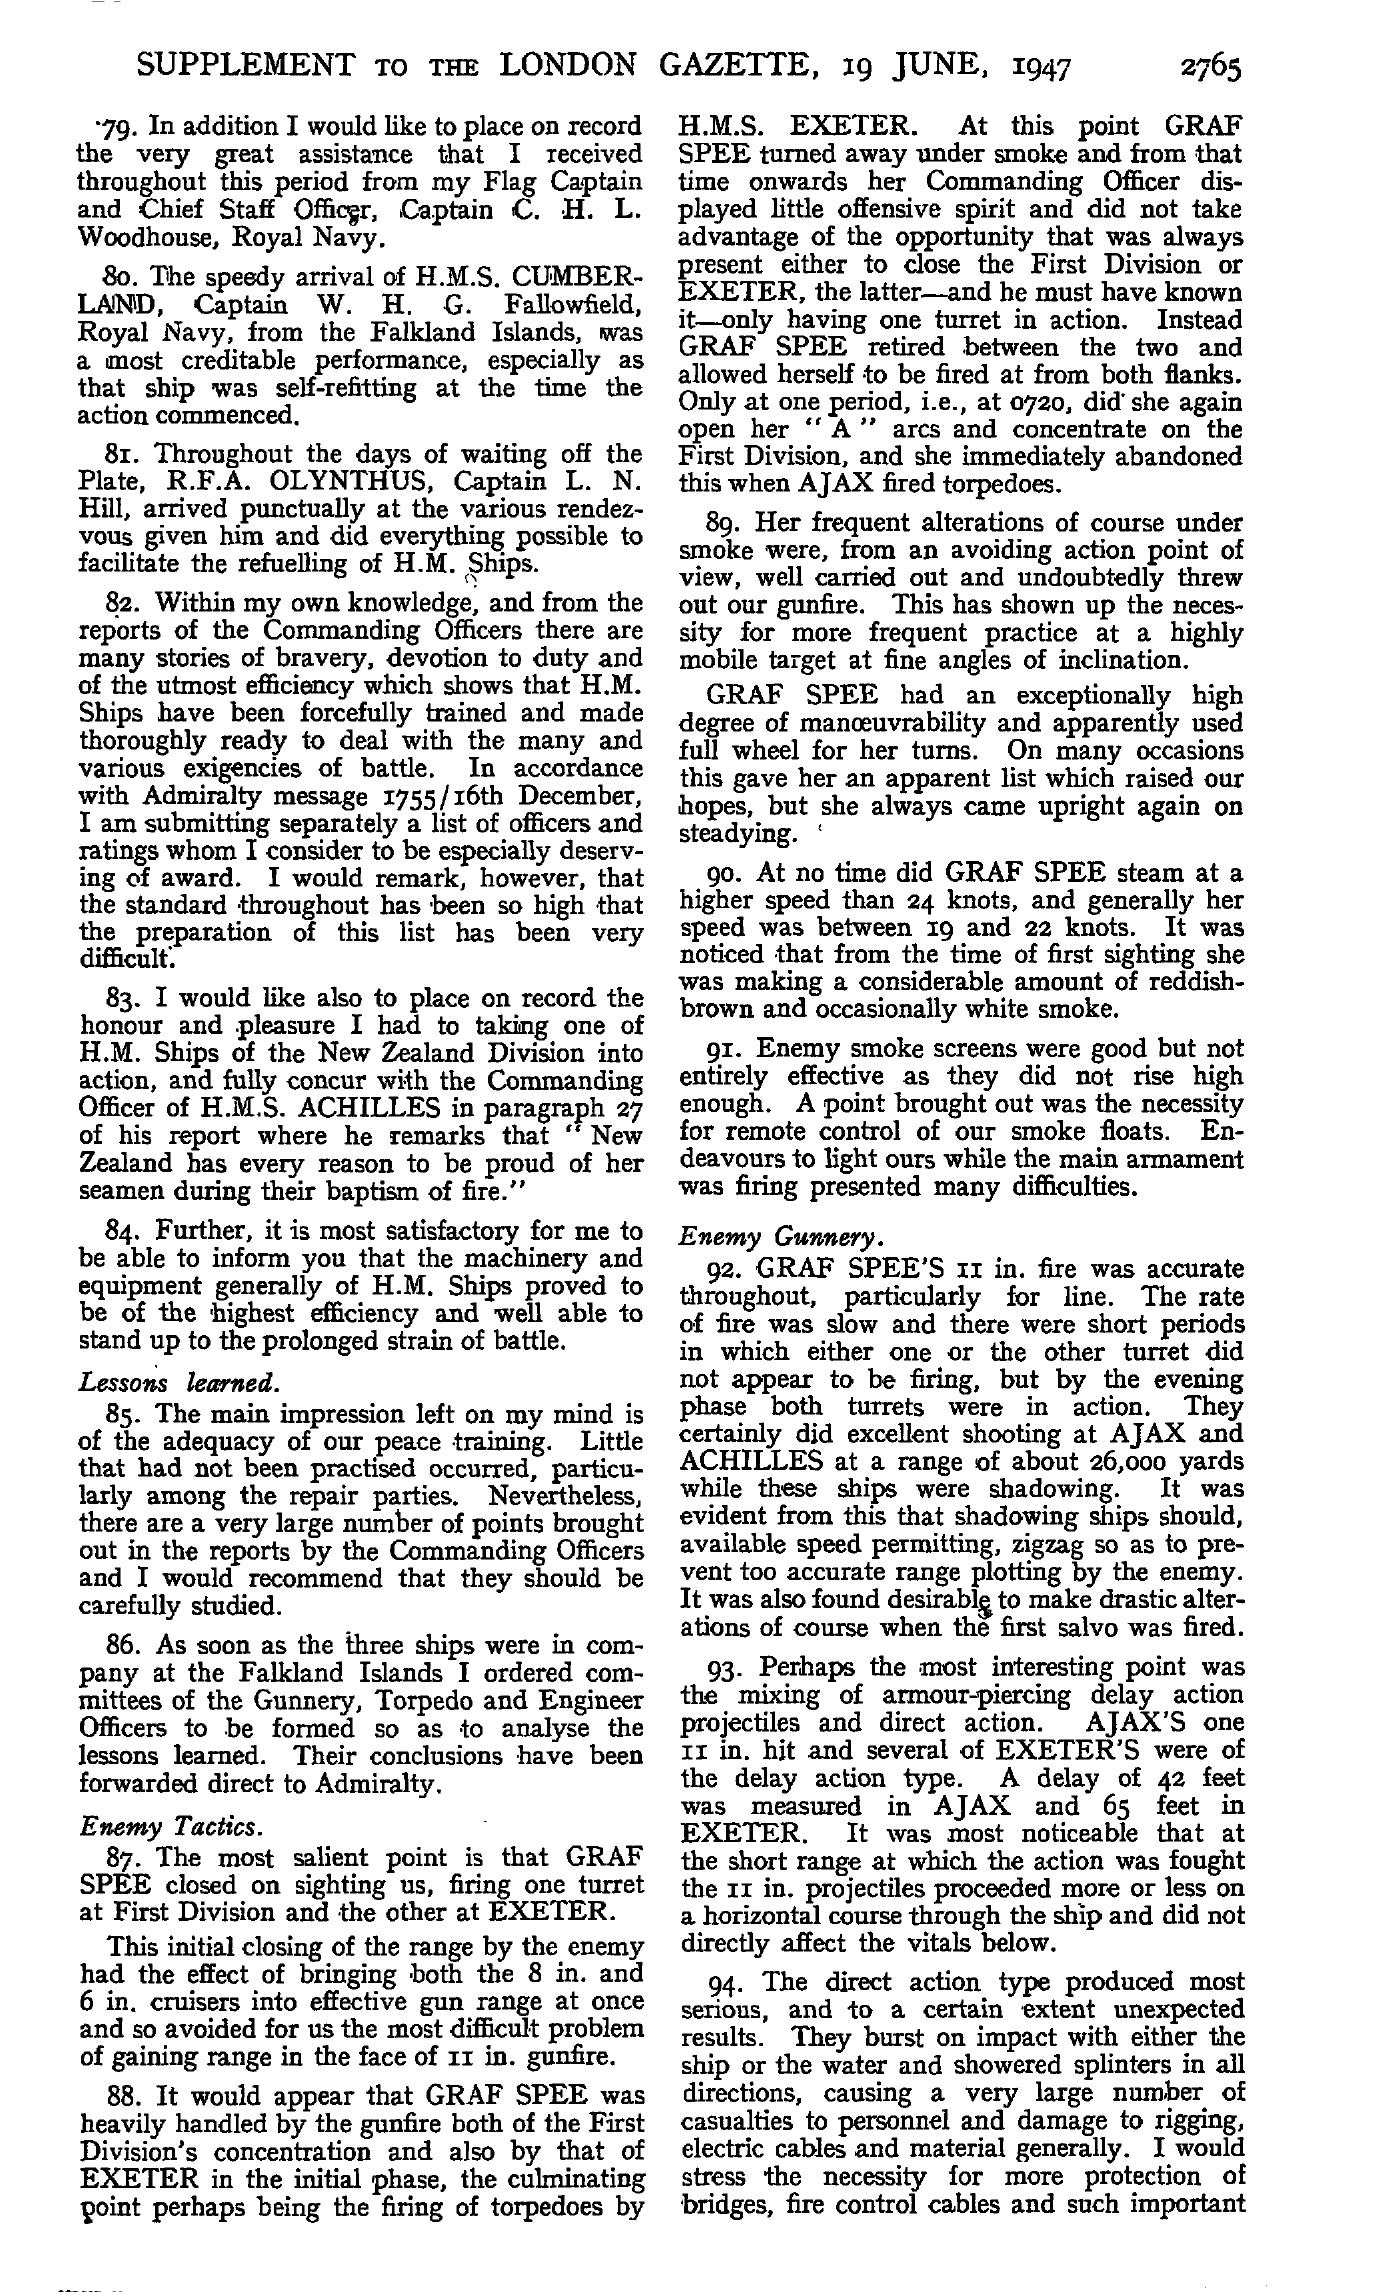 SUPPLEMENT TO THE LONDON GAZETTE, 19 JUNE, 1947 2765
79. In addition I would like to place on record
the very great assistance that I received
throughout this period from my Flag Captain
and Chief Staff Officer, Captain C. H. L.
Woodhouse, Royal Navy.
80. The speedy arrival of H.M.S. CUMBER-
LAND, Captain W. H. G. Fallowfield,
Royal Navy, from the Falkland Islands, was
a most creditable performance, especially as
that ship was self-refitting at the time the
action commenced.
81. Throughout the days of waiting off the
Plate, R.F.A. OLYNTHUS, Captain L. N.
Hill, arrived punctually at the various rendez-
vous given him and did everything possible to
facilitate the refuelling of H.M. Ships.
82. Within my own knowledge, and from the
reports of the Commanding Officers there are
many stories of bravery, devotion to duty and
of the utmost efficiency which shows that H.M.
Ships have been forcefully trained and made
thoroughly ready to deal with the many and
various exigencies of battle. In accordance
with Admiralty message 1755/16th December,
I am submitting separately a list of officers and
ratings whom I consider to be especially deserv-
ing of award. I would remark, however, that
the standard throughout has been so high that
the preparation of this list has been very
difficult.
83. I would like also to place on record the
honour and pleasure I had to taking one of
H.M. Ships of the New Zealand Division into
action, and fully concur with the Commanding
Officer of H.M.S. ACHILLES in paragraph 27
of his report where he remarks that "New
Zealand has every reason to be proud of her
seamen during their baptism of fire."
84. Further, it is most satisfactory for me to
be able to inform you that the machinery and
equipment generally of H.M. Ships proved to
be of the highest efficiency and well able to
stand up to the prolonged strain of battle.
Lessons learned.
85. The main impression left on my mind is
of the adequacy of our peace training. Little
that had not been practised occurred, particu-
larly among the repair parties. Nevertheless,
there are a very large number of points brought
out in the reports by the Commanding Officers
and I would recommend that they should be
carefully studied.
86. As soon as the three ships were in com-
pany at the Falkland Islands I ordered com-
mittees of the Gunnery, Torpedo and Engineer
Officers to be formed so as to analyse the
lessons learned. Their conclusions have been
forwarded direct to Admiralty.
Enemy Tactics.
87. The most salient point is that GRAF
SPEE closed on sighting us, firing one turret
at First Division and the other at EXETER.
This initial closing of the range by the enemy
had the effect of bringing both the 8 in. and
6 in. cruisers into effective gun range at once
and so avoided for us the most difficult problem
of gaining range in the face of 11 in. gunfire.
88. It would appear that GRAF SPEE was
heavily handled by the gunfire both of the First
Division's concentration and also by that of
EXETER in the initial phase, the culminating
point perhaps being the firing of torpedoes by
H.M.S. EXETER. At this point GRAF
SPEE turned away under smoke and from that
time onwards her Commanding Officer dis-
played little offensive spirit and did not take
advantage of the opportunity that was always
present either to close the First Division or
EXETER, the latter—and he must have known
it—only having one turret in action. Instead
GRAF SPEE retired between the two and
allowed herself to be fired at from both flanks.
Only at one period, i.e., at 0720, did she again
open her "A" arcs and concentrate on the
First Division, and she immediately abandoned
this when AJAX fired torpedoes.
89. Her frequent alterations of course under
smoke were, from an avoiding action point of
view, well carried out and undoubtedly threw
out our gunfire. This has shown up the neces-
sity for more frequent practice at a highly
mobile target at fine angles of inclination.
GRAF SPEE had an exceptionally high
degree of manœuvrability and apparently used
full wheel for her turns. On many occasions
this gave her an apparent list which raised our
hopes, but she always came upright again on
steadying.
90. At no time did GRAF SPEE steam at a
higher speed than 24 knots, and generally her
speed was between 19 and 22 knots. It was
noticed that from the time of first sighting she
was making a considerable amount of reddish-
brown and occasionally white smoke.
91. Enemy smoke screens were good but not
entirely effective as they did not rise high
enough. A point brought out was the necessity
for remote control of our smoke floats. En-
deavours to light ours while the main armament
was firing presented many difficulties.
Enemy Gunnery.
92. GRAF SPEE'S 11 in. fire was accurate
throughout, particularly for line. The rate
of fire was slow and there were short periods
in which either one or the other turret did
not appear to be firing, but by the evening
phase both turrets were in action. They
certainly did excellent shooting at AJAX and
ACHILLES at a range of about 26,000 yards
while these ships were shadowing. It was
evident from this that shadowing ships should,
available speed permitting, zigzag so as to pre-
vent too accurate range plotting by the enemy.
It was also found desirable to make drastic alter-
ations of course when the first salvo was fired.
93. Perhaps the most interesting point was
the mixing of armour-piercing delay action
projectiles and direct action. AJAX'S one
11 in. hit and several of EXETER'S were of
the delay action type. A delay of 42 feet
was measured in AJAX and 65 feet in
EXETER. It was most noticeable that at
the short range at which the action was fought
the 11 in. projectiles proceeded more or less on
a horizontal course through the ship and did not
directly affect the vitals below.
94. The direct action type produced most
serious, and to a certain extent unexpected
results. They burst on impact with either the
ship or the water and showered splinters in all
directions, causing a very large number of
casualties to personnel and damage to rigging,
electric cables and material generally. I would
stress the necessity for more protection of
bridges, fire control cables and such important